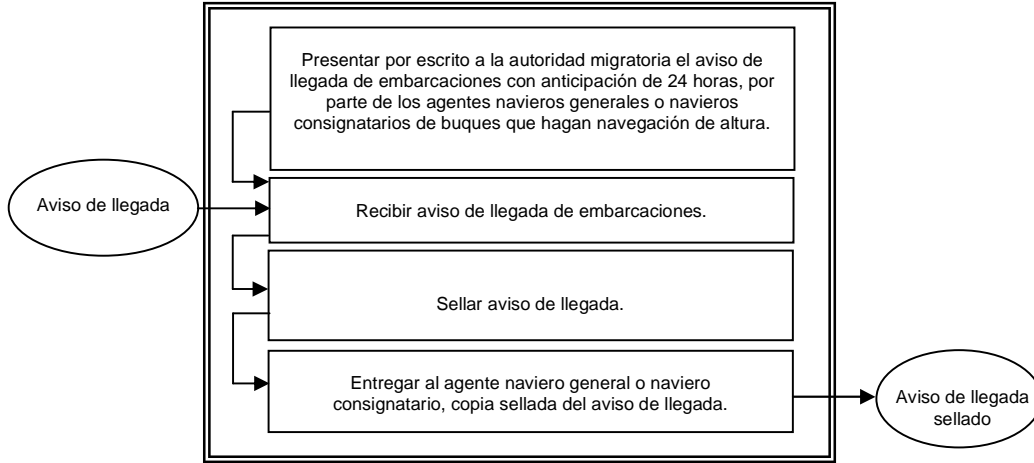 Presentar por escrito a la autoridad migratoria el aviso de
llegada de embarcaciones con anticipación de 24 horas, por
parte de los agentes navieros generales o navieros
consignatarios de buques que hagan navegación de altura.
Aviso de llegada
Recibir aviso de llegada de embarcaciones.
Sellar aviso de llegada.
Entregar al agente naviero general o naviero
consignatario, copia sellada del aviso de llegada.
Aviso de llegada
sellado